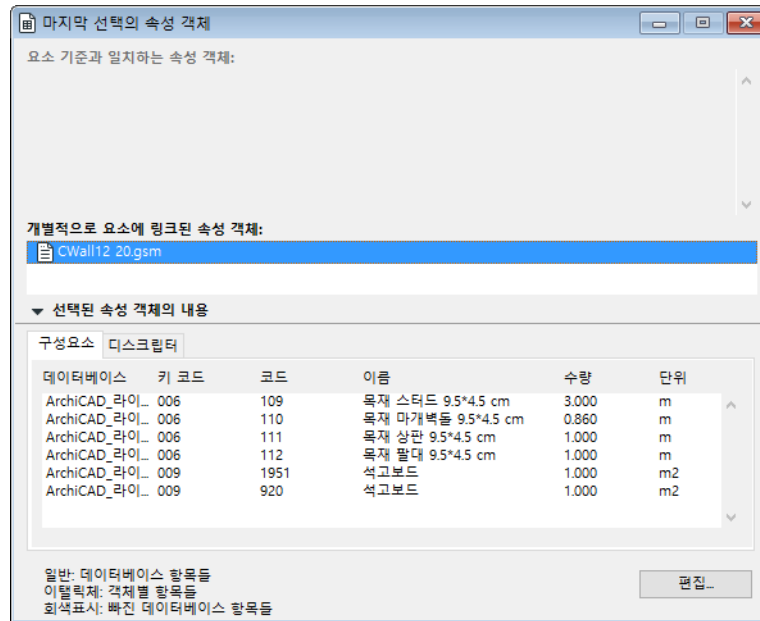 마지막 선택의 속성 객체
요소 기준과 일치하는 속성 객체:
개별적으로 요소에 링크된 속성 객체:
CWall12 20.gsm
선택된 속성 객체의 내용
구성요소 디스크립터
데이터베이스 키 코드 코드 이름 수량 단위
ArchiCAD_라이... 006 109 목재 스터드 9.5*4.5 cm 3.000 m
ArchiCAD_라이... 006 110 목재 마개벽돌 9.5*4.5 cm 0.860 m
ArchiCAD_라이... 006 111 목재 상판 9.5*4.5 cm 1.000 m
ArchiCAD_라이... 006 112 목재 팔대 9.5*4.5 cm 1.000 m
ArchiCAD_라이... 009 1951 석고보드 1.000 m2
ArchiCAD_라이... 009 920 석고보드 1.000 m2
일반: 데이터베이스 항목들
이탤릭체: 객체별 항목들
회색표시: 빠진 데이터베이스 항목들
편집...